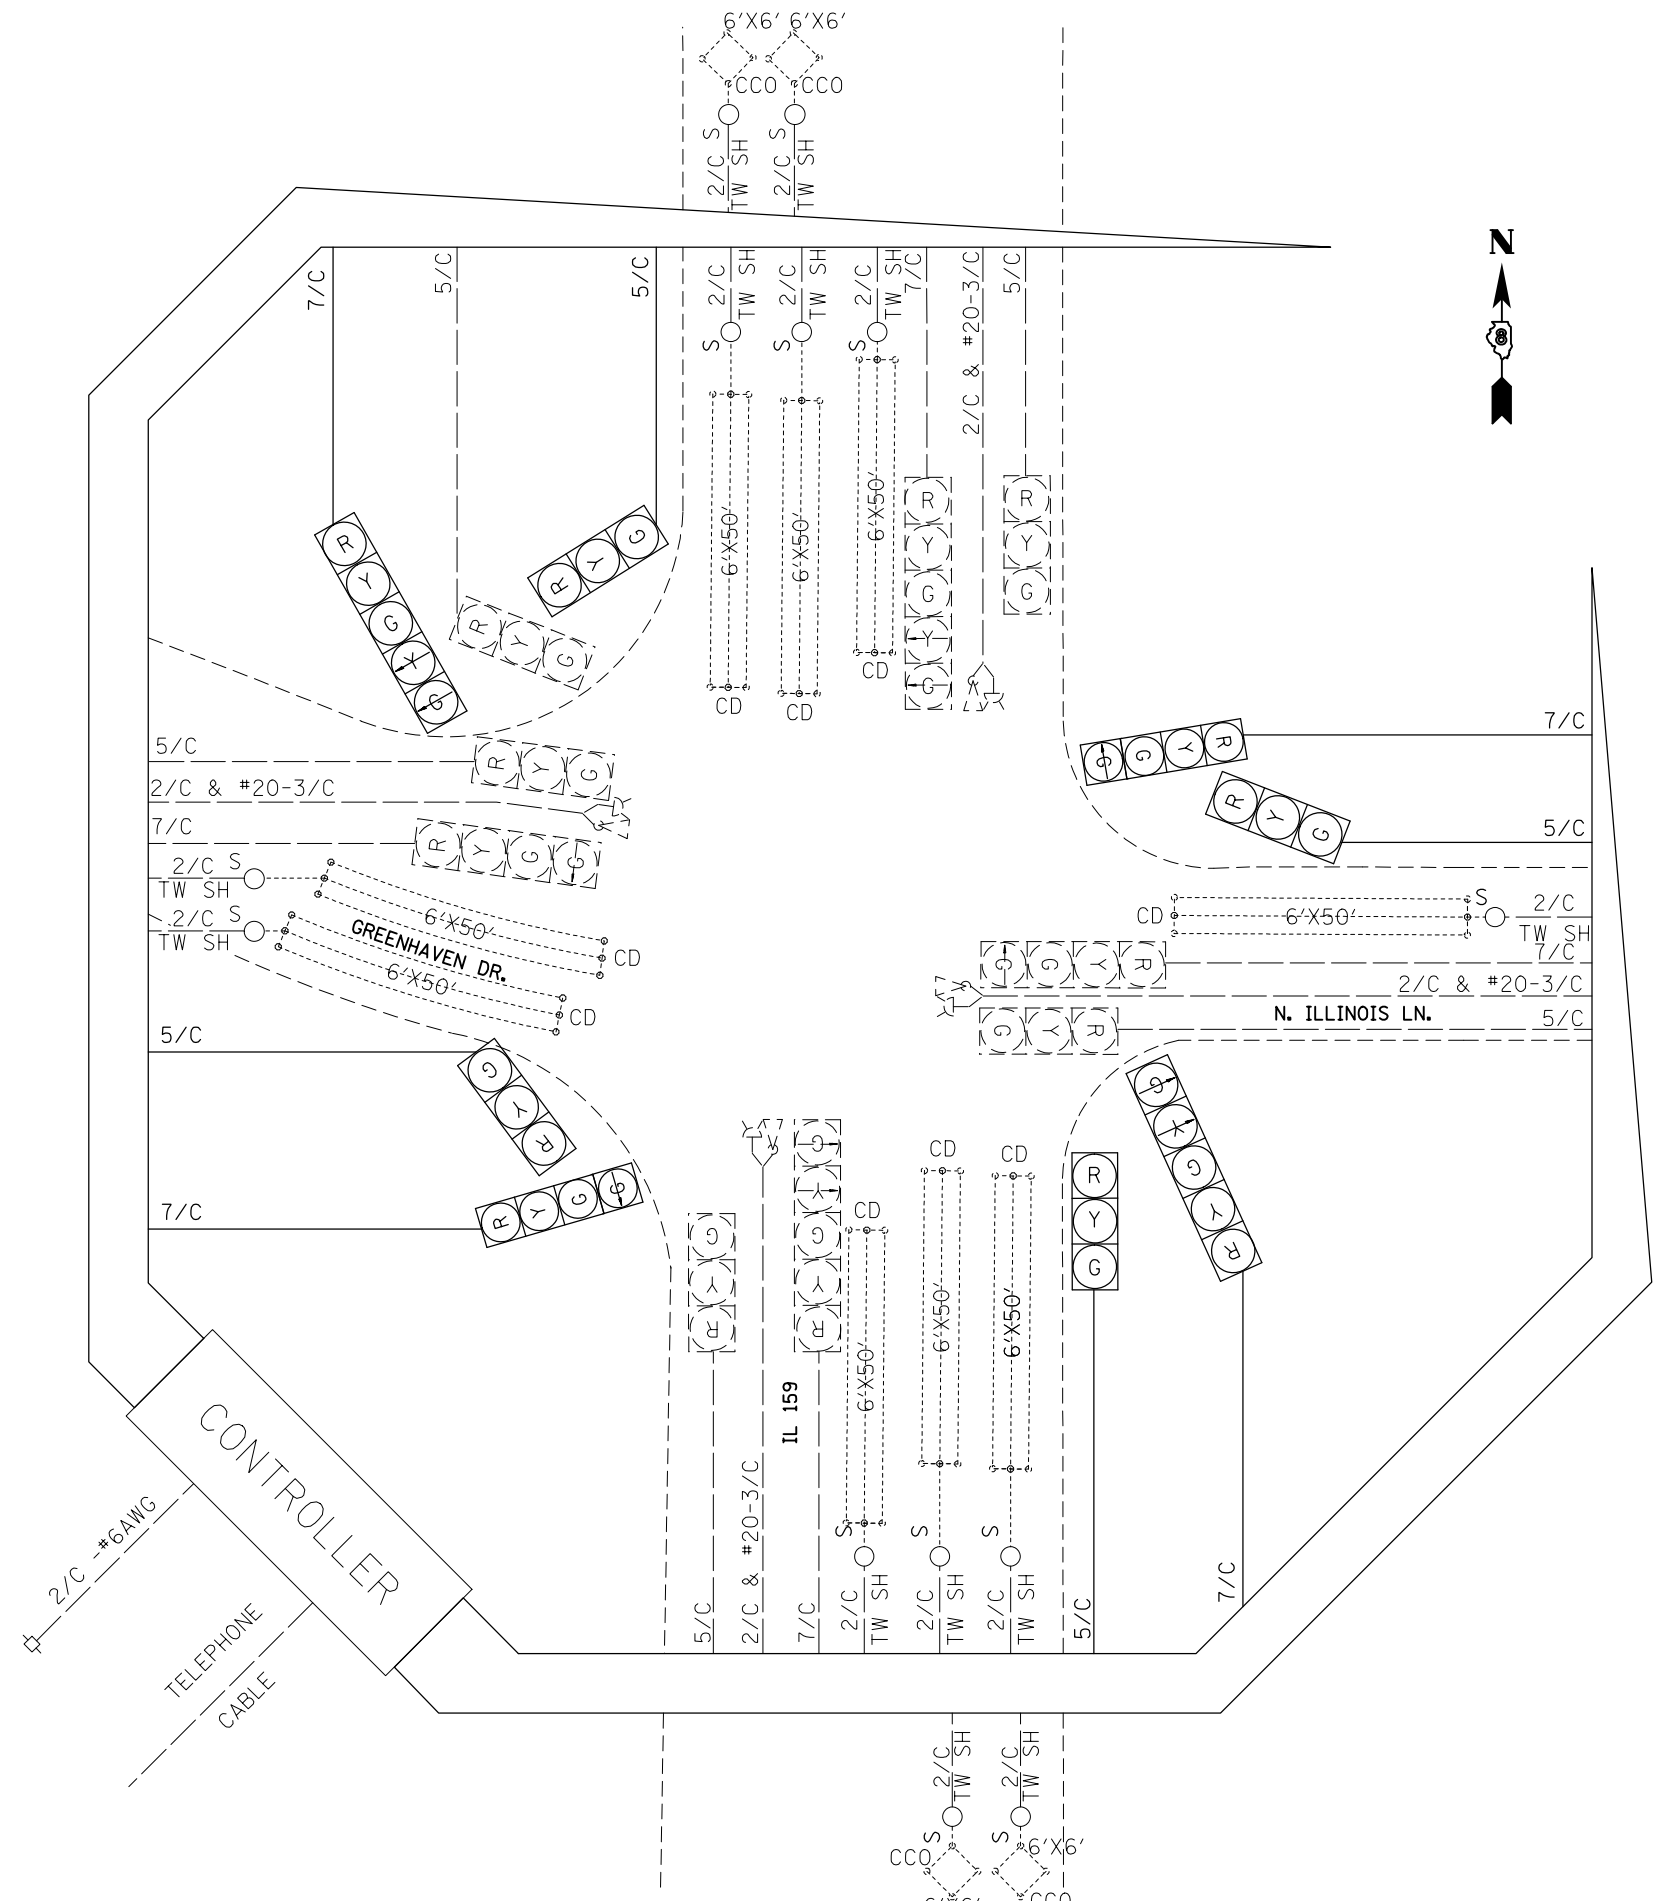 6'X6' 6'X6'
CCO CCO
S S
2/C 2/C
TW SH TW SH
N
8
7/C 5/C 5/C
2/C TW SH 2/C TW SH 2/C TW SH 7/C 2/C & #20-3/C 5/C
S S S
6'X50' 6'X50' 6'X50'
CD CD CD
R Y G Y G
R Y G
R Y G
R Y G
R Y G Y G
R Y G
5/C
2/C & #20-3/C
7/C
2/C S
TW SH
2/C S
TW SH
R Y G
R Y G G
6'X50'
GREENHAVEN DR.
6'X50'
CD
CD
7/C
G G Y R
R Y G
5/C
CD 6'X50' S 2/C
TW SH
G G Y R 7/C
2/C & #20-3/C
N. ILLINOIS LN.
G Y R 5/C
5/C
G Y R
7/C
R Y G G
G Y R
G Y G Y R
CD CD CD
R Y G
G Y G Y R
6'X50' 6'X50' 6'X50'
IL 159
S S S
5/C 2/C & #20-3/C 7/C 2/C TW SH 2/C TW SH 2/C TW SH 5/C 7/C
CONTROLLER
2/C -#6AWG
TELEPHONE
CABLE
2/C 2/C
TW SH TW SH
S S
CCO 6'X6'
6'X6' CCO